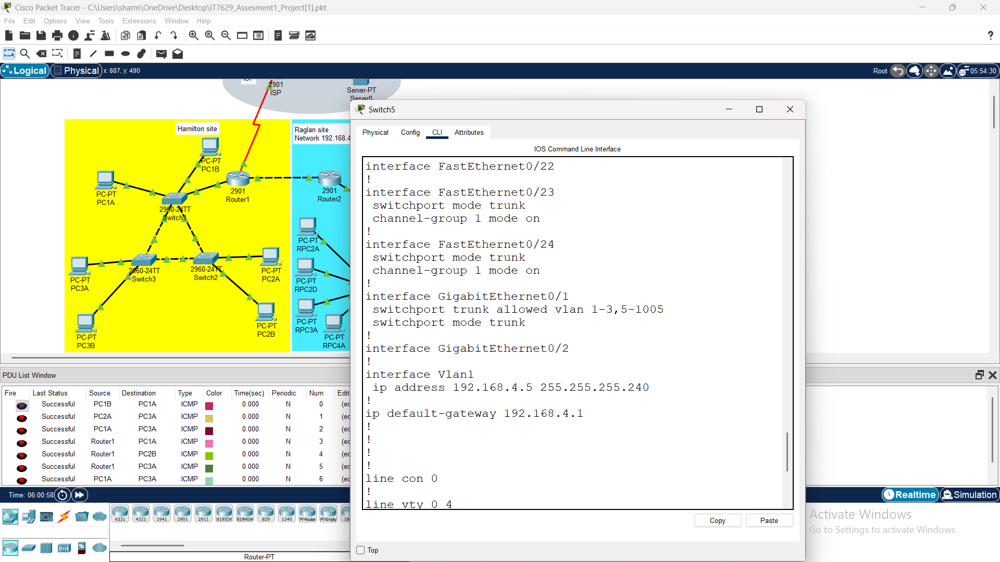 Cisco Packet Tracer - C:\Users\sharm\OneDrive\Desktop\IT7629_Assesment1_Project[1].pkt
File Edit Options View Tools Extensions Window Help
Logical Physical x: 887, y: 490 Root 05:54:30
2901
ISP
Server-PT
Server0
Hamilton site
Raglan site
Network 192.168.4
PC-PT
PC1B
PC-PT
PC1A
2901
Router1
2901
Router2
2960-24TT
Switch1
PC-PT
RPC2A
2960-24TT
Switch3
2960-24TT
Switch2
PC-PT
PC2A
PC-PT
PC3A
PC-PT
RPC2D
PC-PT
RPC3A
PC-PT
PC2B
PC-PT
PC3B
PC-PT
RPC4A
Switch5
Physical Config CLI Attributes
IOS Command Line Interface
interface FastEthernet0/22
!
interface FastEthernet0/23
switchport mode trunk
channel-group 1 mode on
!
interface FastEthernet0/24
switchport mode trunk
channel-group 1 mode on
!
interface GigabitEthernet0/1
switchport trunk allowed vlan 1-3,5-1005
switchport mode trunk
!
interface GigabitEthernet0/2
!
interface Vlan1
ip address 192.168.4.5 255.255.255.240
!
ip default-gateway 192.168.4.1
!
!
!
!
line con 0
!
line vty 0 4
Copy Paste
Top
PDU List Window
Fire Last Status Source Destination Type Color Time(sec) Periodic Num Edit
Successful PC1B PC1A ICMP 0.000 N 0 (ed
Successful PC2A PC3A ICMP 0.000 N 1 (ed
Successful PC1A PC3A ICMP 0.000 N 2 (ed
Successful Router1 PC1A ICMP 0.000 N 3 (ed
Successful Router1 PC2B ICMP 0.000 N 4 (ed
Successful Router1 PC3A ICMP 0.000 N 5 (ed
Successful PC1A PC3A ICMP 0.000 N 6 (ed
Time: 06:00:58 Realtime Simulation
4331 4321 1941 2901 2911 819IOX 819HGW 829 1240 PT-Router PT-Empty 18
Router-PT
Activate Windows
Go to Settings to activate Windows.